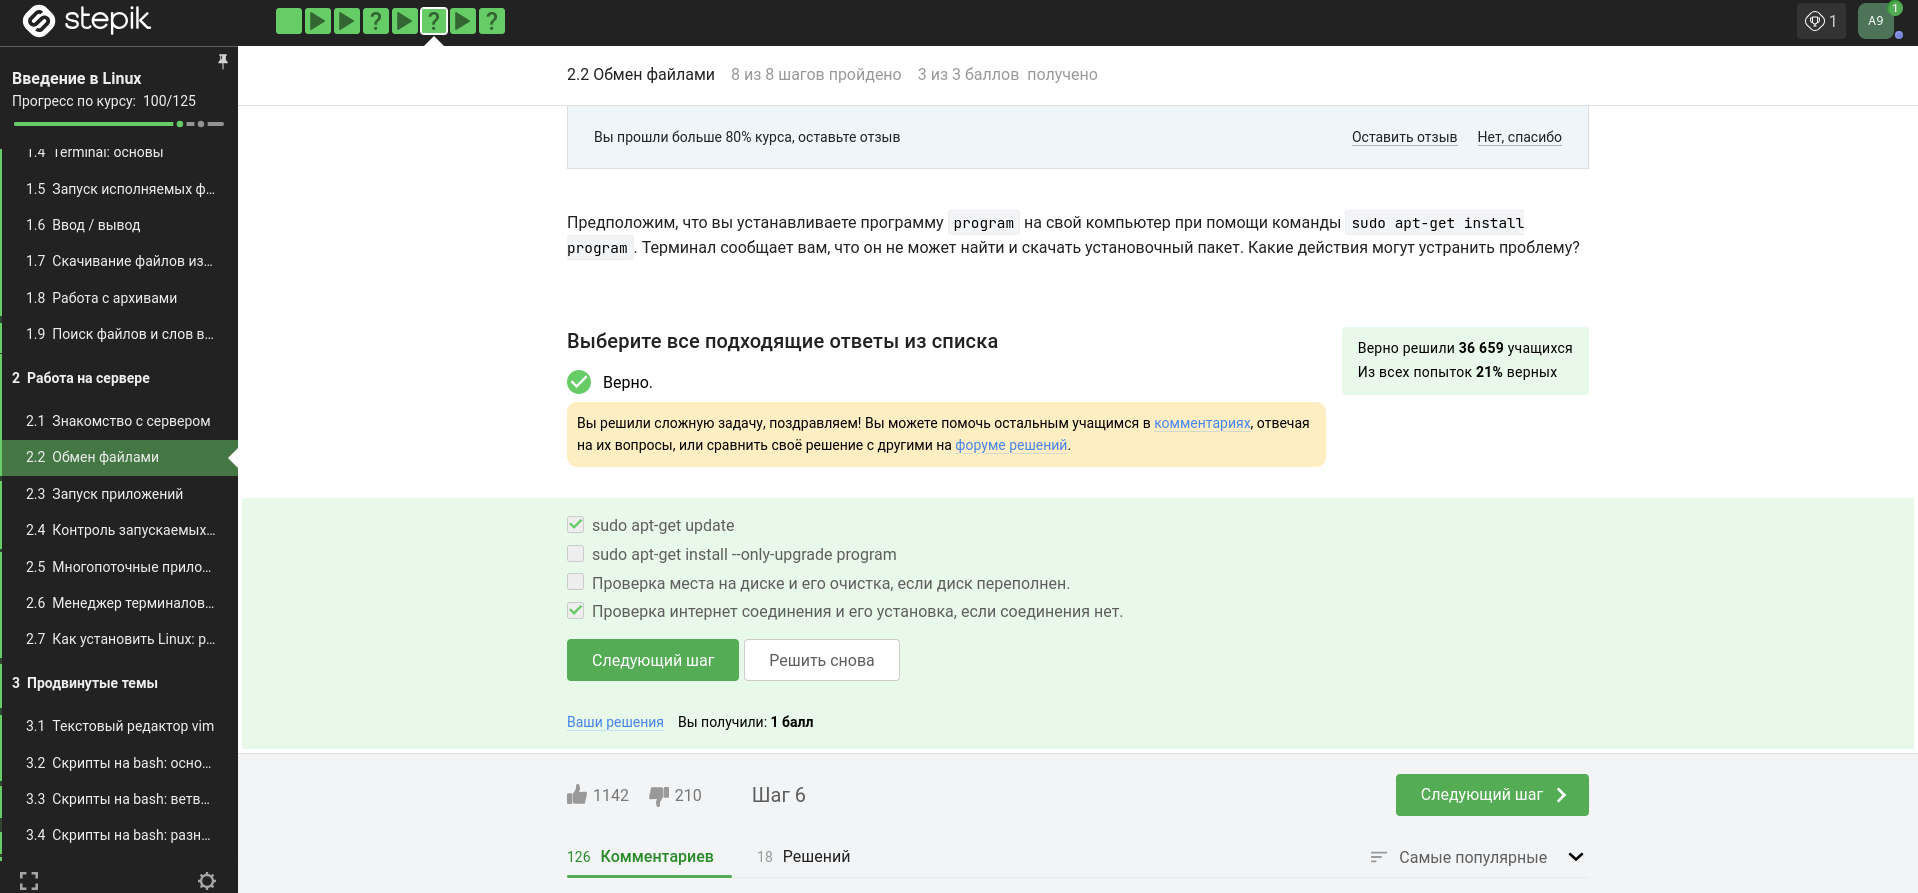 stepik
? ? ?
1
A9
1
Введение в Linux
Прогресс по курсу: 100/125
1.4 Terminal: основы
1.5 Запуск исполняемых ф...
1.6 Ввод / вывод
1.7 Скачивание файлов из...
1.8 Работа с архивами
1.9 Поиск файлов и слов в...
2 Работа на сервере
2.1 Знакомство с сервером
2.2 Обмен файлами
2.3 Запуск приложений
2.4 Контроль запускаемых...
2.5 Многопоточные прило...
2.6 Менеджер терминалов...
2.7 Как установить Linux: р...
3 Продвинутые темы
3.1 Текстовый редактор vim
3.2 Скрипты на bash: осно...
3.3 Скрипты на bash: ветв...
3.4 Скрипты на bash: разн...
2.2 Обмен файлами 8 из 8 шагов пройдено 3 из 3 баллов получено
Вы прошли больше 80% курса, оставьте отзыв Оставить отзыв Нет, спасибо
Предположим, что вы устанавливаете программу program на свой компьютер при помощи команды sudo apt-get install
program. Терминал сообщает вам, что он не может найти и скачать установочный пакет. Какие действия могут устранить проблему?
Выберите все подходящие ответы из списка
Верно решили 36 659 учащихся
Из всех попыток 21% верных
Верно.
Вы решили сложную задачу, поздравляем! Вы можете помочь остальным учащимся в комментариях, отвечая
на их вопросы, или сравнить своё решение с другими на форуме решений.
sudo apt-get update
sudo apt-get install --only-upgrade program
Проверка места на диске и его очистка, если диск переполнен.
Проверка интернет соединения и его установка, если соединения нет.
Следующий шаг Решить снова
Ваши решения Вы получили: 1 балл
1142 210 Шаг 6 Следующий шаг
126 Комментариев 18 Решений Самые популярные